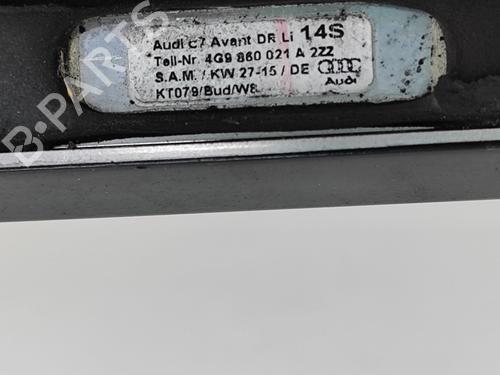 Audi C7 Avant DR Li 14S
Teil-Nr. 4G9 860 021 A 2ZZ
S.A.M. / KW 27-15 / DE
Audi
KT079/Bud/W8
B-PARTS